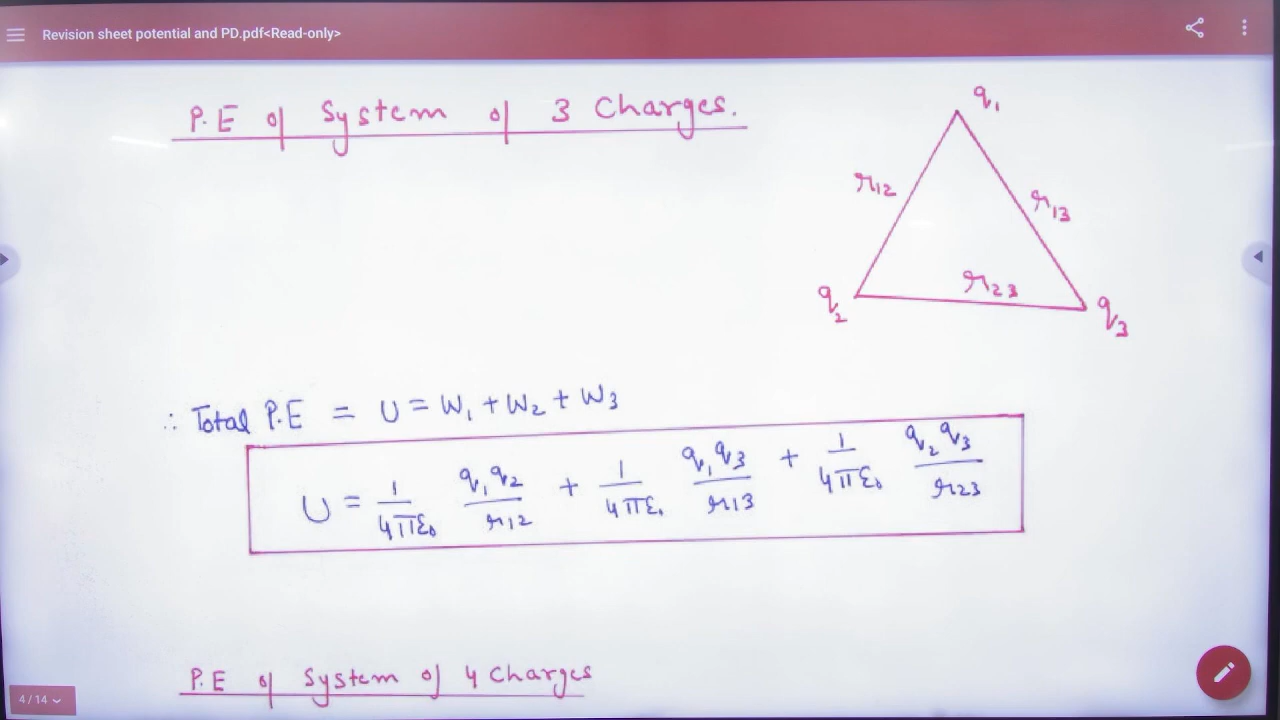 Revision sheet potential and PD.pdf<Read-only>
P.E of System of 3 Charges.
q₁
r₁₂
r₁₃
r₂₃
q₂
q₃
∴ Total P.E = U = W₁ + W₂ + W₃
U = 1/4πε₀ q₁q₂/r₁₂ + 1/4πε₀ q₁q₃/r₁₃ + 1/4πε₀ q₂q₃/r₂₃
P.E of System of 4 Charges
4 / 14